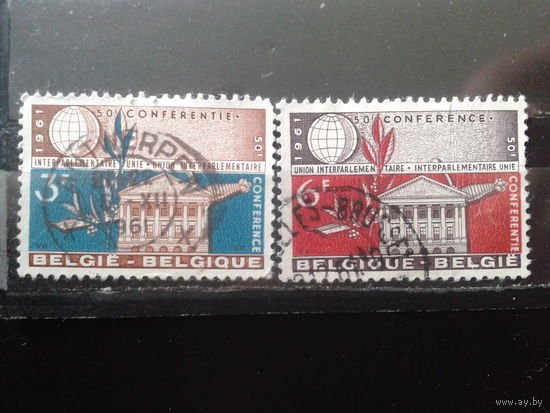 1961
50e CONFERENTIE
50e CONFERENCE
INTERPARLEMENTAIRE UNIE - UNION INTERPARLEMENTAIRE
3F
BELGIË - BELGIQUE
1961
50e CONFERENCE
50e CONFERENTIE
UNION INTERPARLEMENTAIRE - INTERPARLEMENTAIRE UNIE
6F
BELGIQUE - BELGIË
XII
www.ay.by